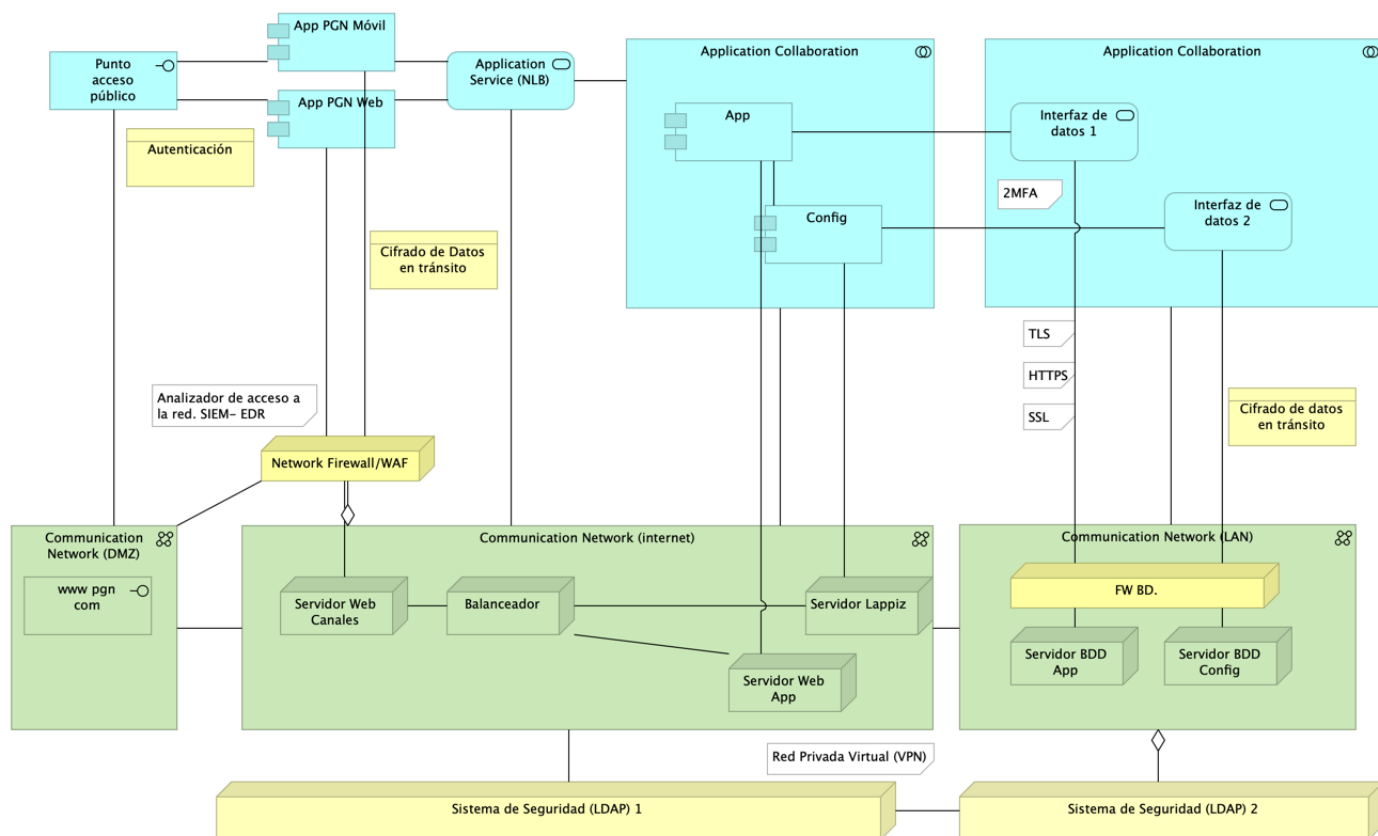 App PGN Móvil
Punto
acceso
público
Application
Service (NLB)
Application Collaboration
Application Collaboration
App PGN Web
App
Interfaz de
datos 1
Autenticación
2MFA
Config
Interfaz de
datos 2
Cifrado de Datos
en tránsito
TLS
HTTPS
SSL
Analizador de acceso a
la red. SIEM- EDR
Cifrado de datos
en tránsito
Network Firewall/WAF
Communication
Network (DMZ)
Communication Network (internet)
Communication Network (LAN)
www pgn
com
Servidor Web
Canales
Balanceador
Servidor Lappiz
FW BD.
Servidor BDD
App
Servidor BDD
Config
Servidor Web
App
Red Privada Virtual (VPN)
Sistema de Seguridad (LDAP) 1
Sistema de Seguridad (LDAP) 2